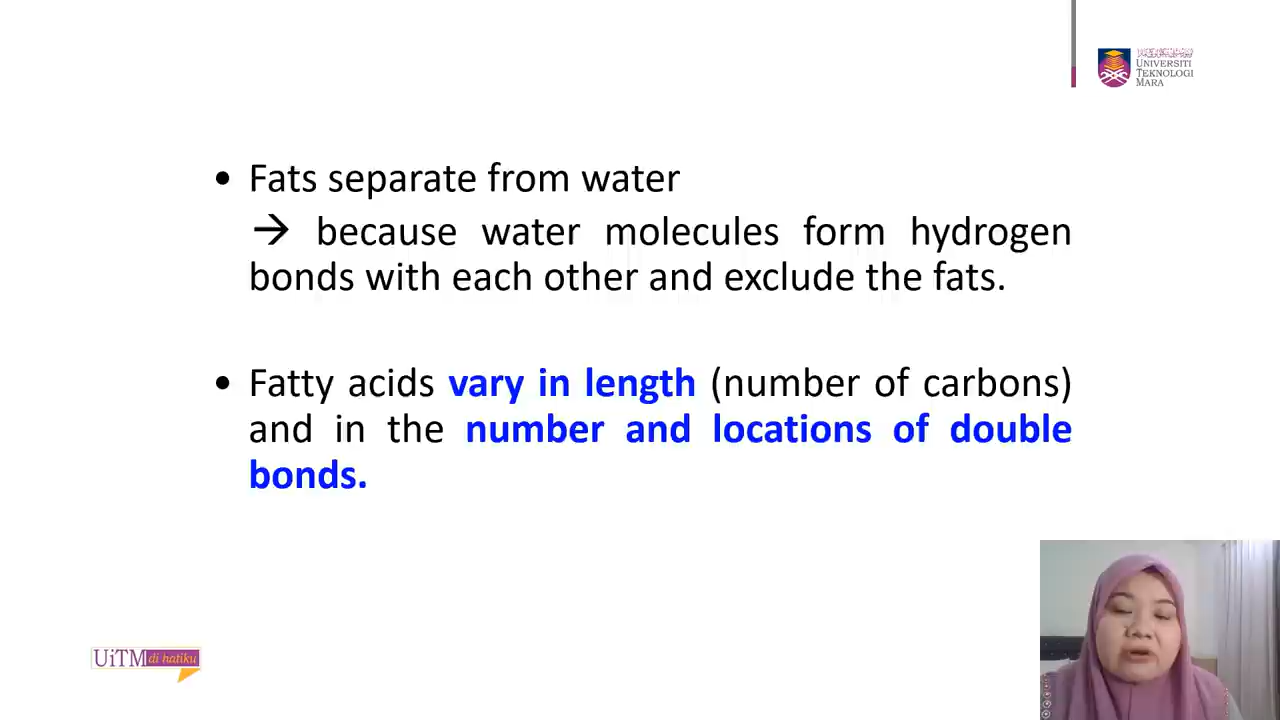 UNIVERSITI
TEKNOLOGI
MARA
• Fats separate from water
→ because water molecules form hydrogen
bonds with each other and exclude the fats.
• Fatty acids vary in length (number of carbons)
and in the number and locations of double
bonds.
UiTM di hatiku